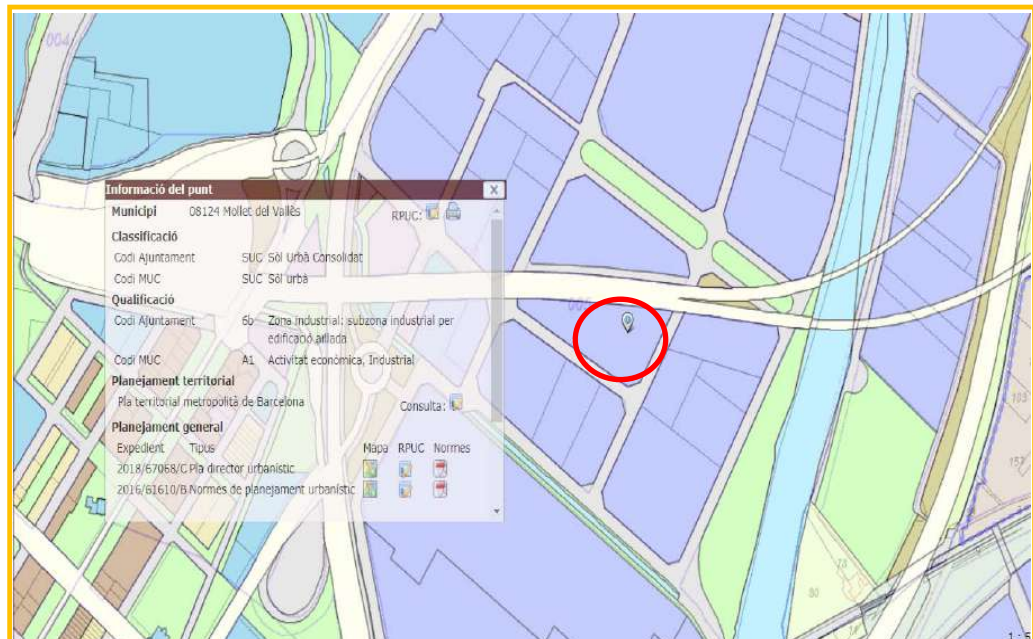 004
Informació del punt X
Municipi 08124 Mollet del Vallès RPUC:
Classificació
Codi Ajuntament SUC Sòl Urbà Consolidat
Codi MUC SUC Sòl urbà
Qualificació
Codi Ajuntament 6b Zona industrial: subzona industrial per
edificació aïllada
Codi MUC A1 Activitat econòmica, Industrial
Planejament territorial
Pla territorial metropolità de Barcelona Consulta:
Planejament general
Expedient Tipus Mapa RPUC Normes
2018/67068/C Pla director urbanístic
2016/61610/B Normes de planejament urbanístic
103
152
80